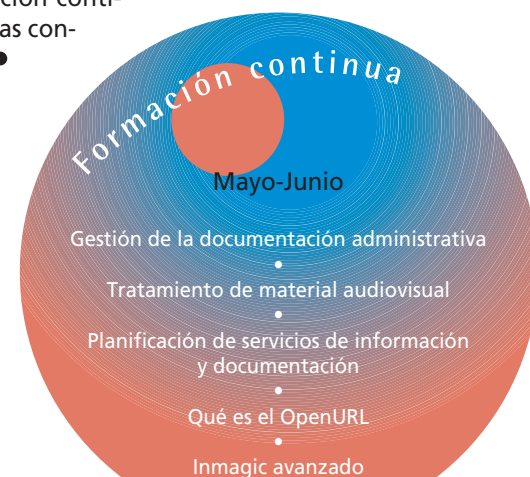 ción conti-
as con-
Formación continua
Mayo-Junio
Gestión de la documentación administrativa
Tratamiento de material audiovisual
Planificación de servicios de información
y documentación
Qué es el OpenURL
Inmagic avanzado